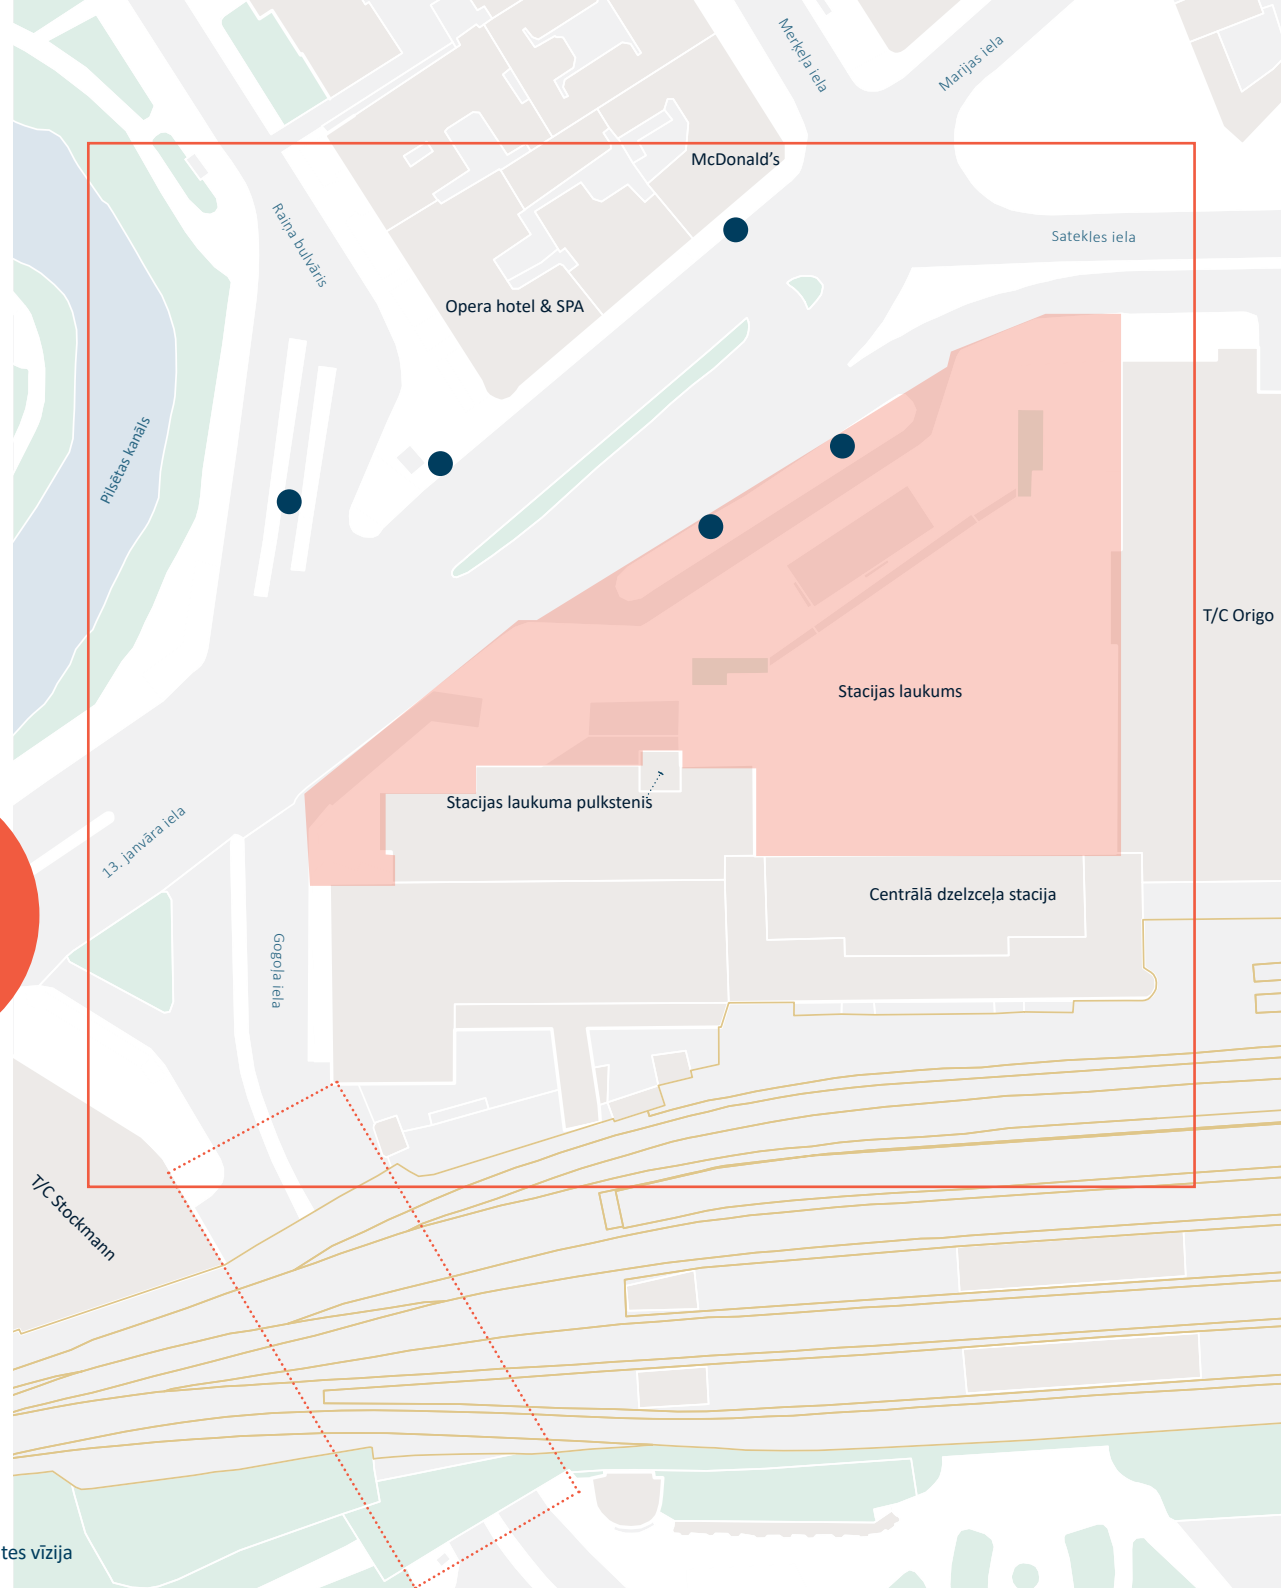 Merķeļa iela
Marijas iela
McDonald's
Raiņa bulvāris
Satekles iela
Opera hotel & SPA
Pilsētas kanāls
T/C Origo
Stacijas laukums
Stacijas laukuma pulkstenis
13. janvāra iela
Centrālā dzelzceļa stacija
Gogoļa iela
T/C Stockmann
tes vīzija